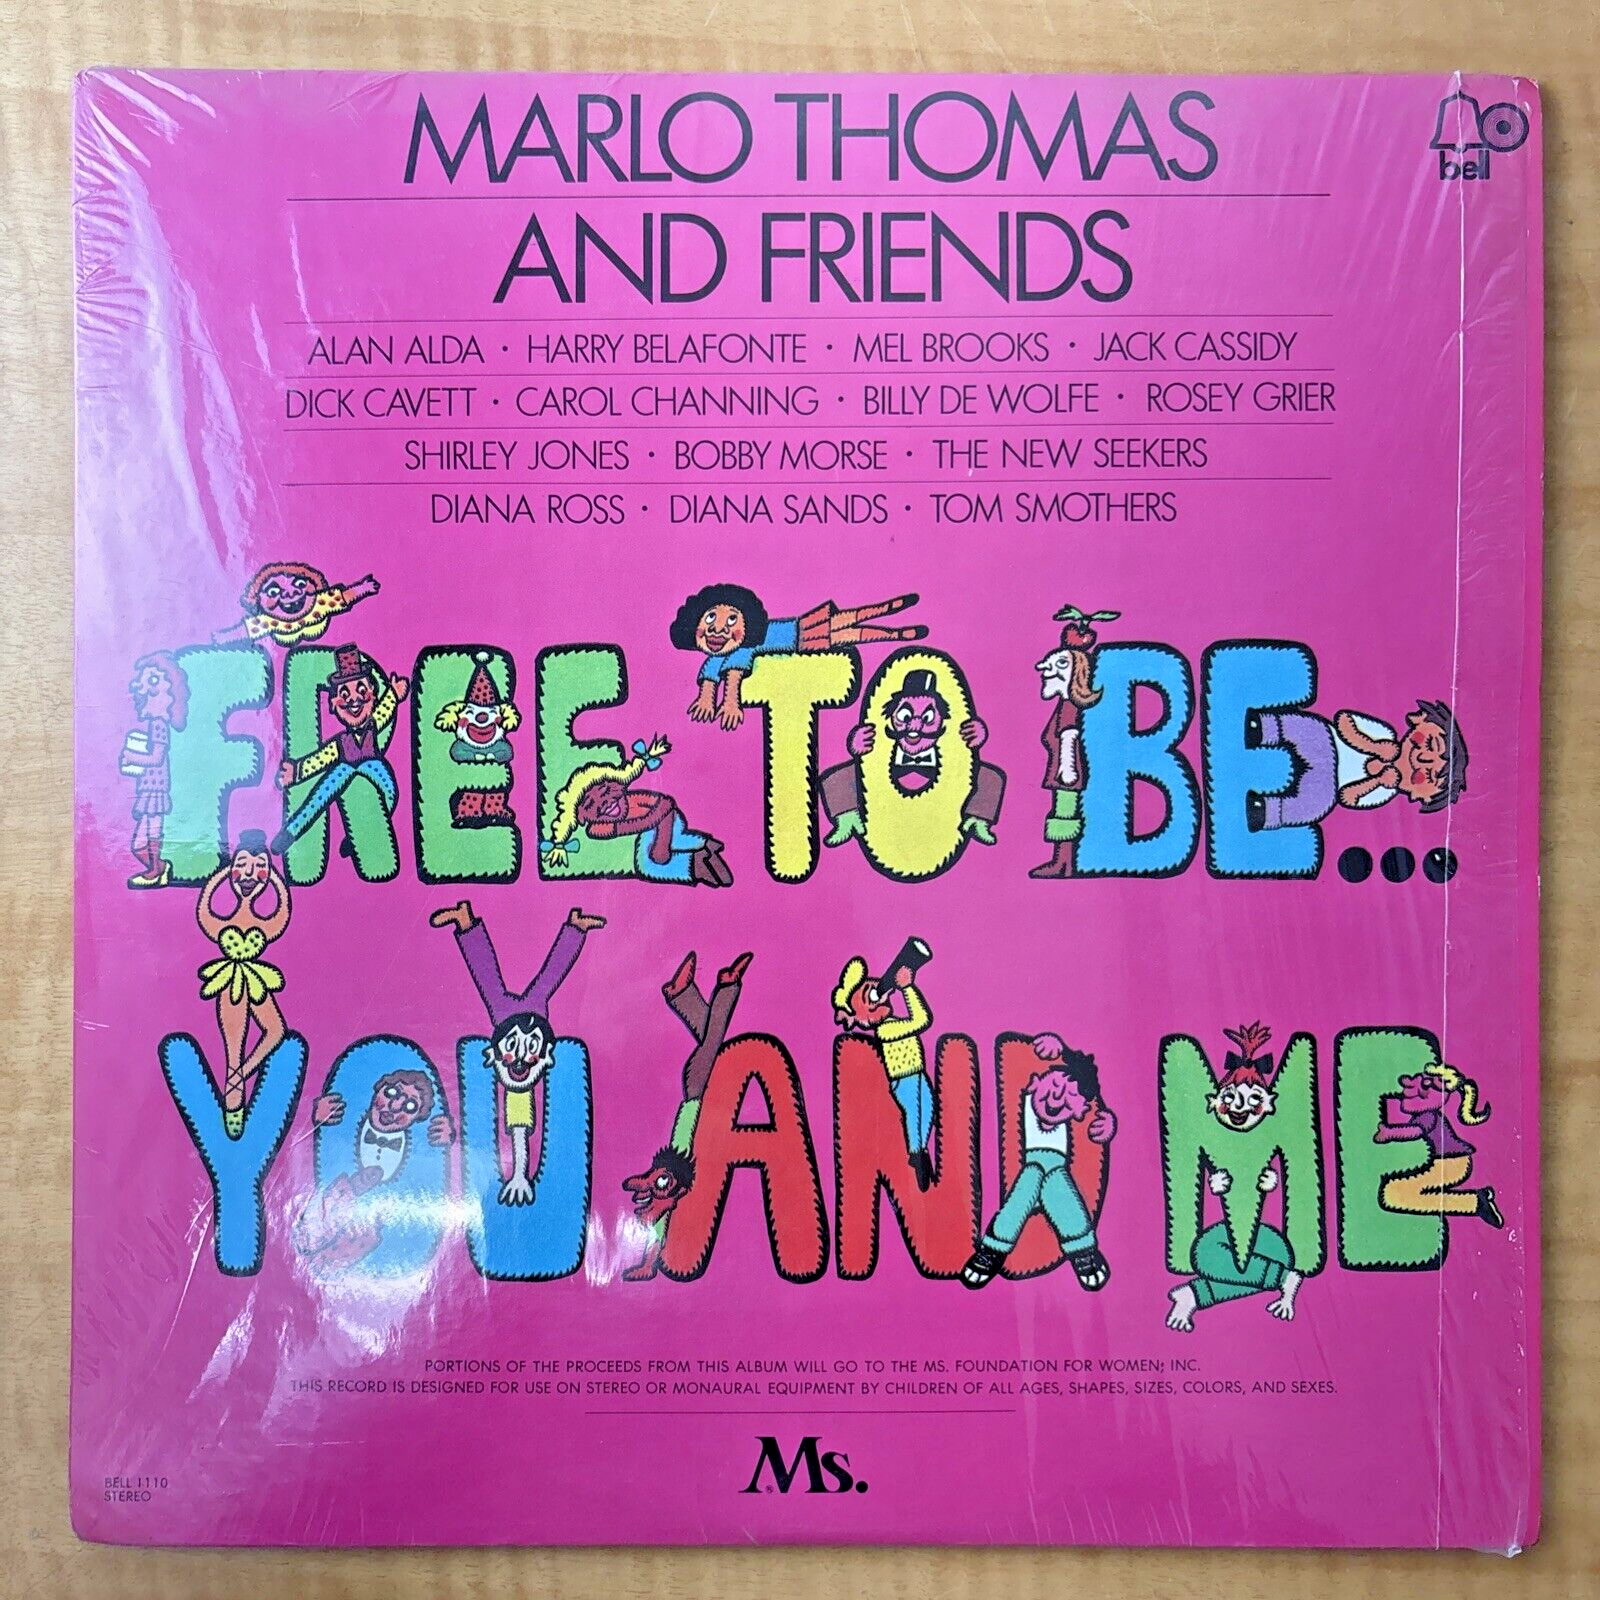 MARLO THOMAS
bell
AND FRIENDS
ALAN ALDA • HARRY BELAFONTE • MEL BROOKS • JACK CASSIDY
DICK CAVETT • CAROL CHANNING • BILLY DE WOLFE • ROSEY GRIER
SHIRLEY JONES • BOBBY MORSE • THE NEW SEEKERS
DIANA ROSS • DIANA SANDS • TOM SMOTHERS
FREE TO BE...
YOU AND ME
PORTIONS OF THE PROCEEDS FROM THIS ALBUM WILL GO TO THE MS. FOUNDATION FOR WOMEN; INC.
THIS RECORD IS DESIGNED FOR USE ON STEREO OR MONAURAL EQUIPMENT BY CHILDREN OF ALL AGES, SHAPES, SIZES, COLORS, AND SEXES.
Ms.
®
BELL 1110
STEREO